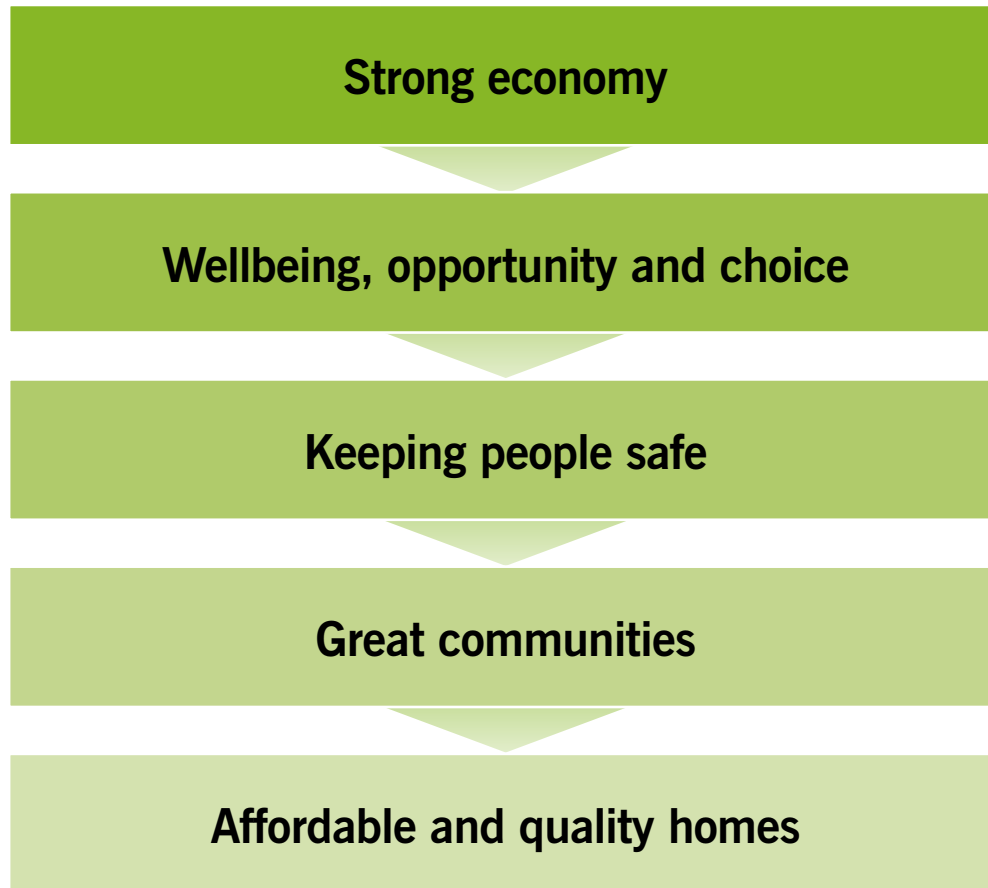 Strong economy
Wellbeing, opportunity and choice
Keeping people safe
Great communities
Affordable and quality homes